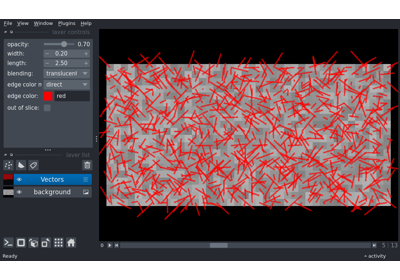 File View Window Plugins Help
layer controls
opacity: 0.70
width: 0.20
length: 2.50
blending: translucent
edge color m direct
edge color: red
out of slice:
layer list
Vectors
background
0 5 13
Ready activity